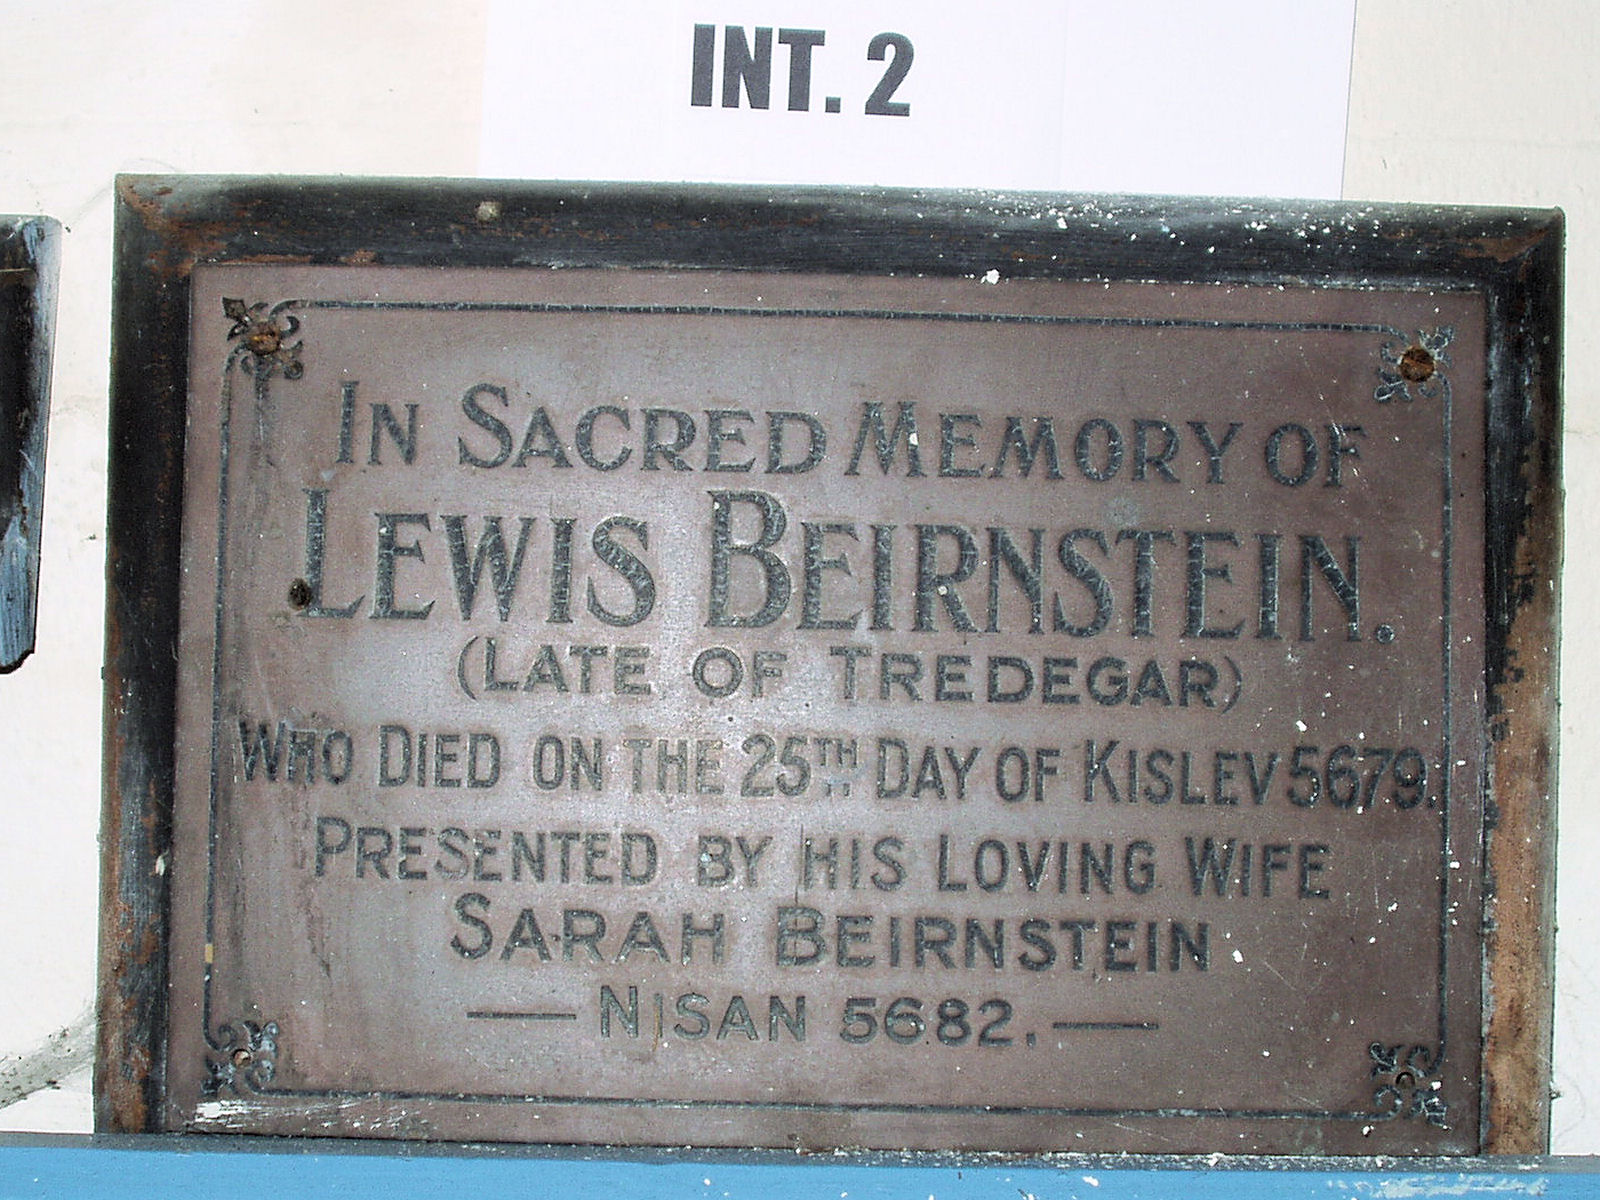 INT. 2
IN SACRED MEMORY OF
LEWIS BEIRNSTEIN.
(LATE OF TREDEGAR)
WHO DIED ON THE 25TH DAY OF KISLEV 5679.
PRESENTED BY HIS LOVING WIFE
SARAH BEIRNSTEIN
— NISAN 5682. —